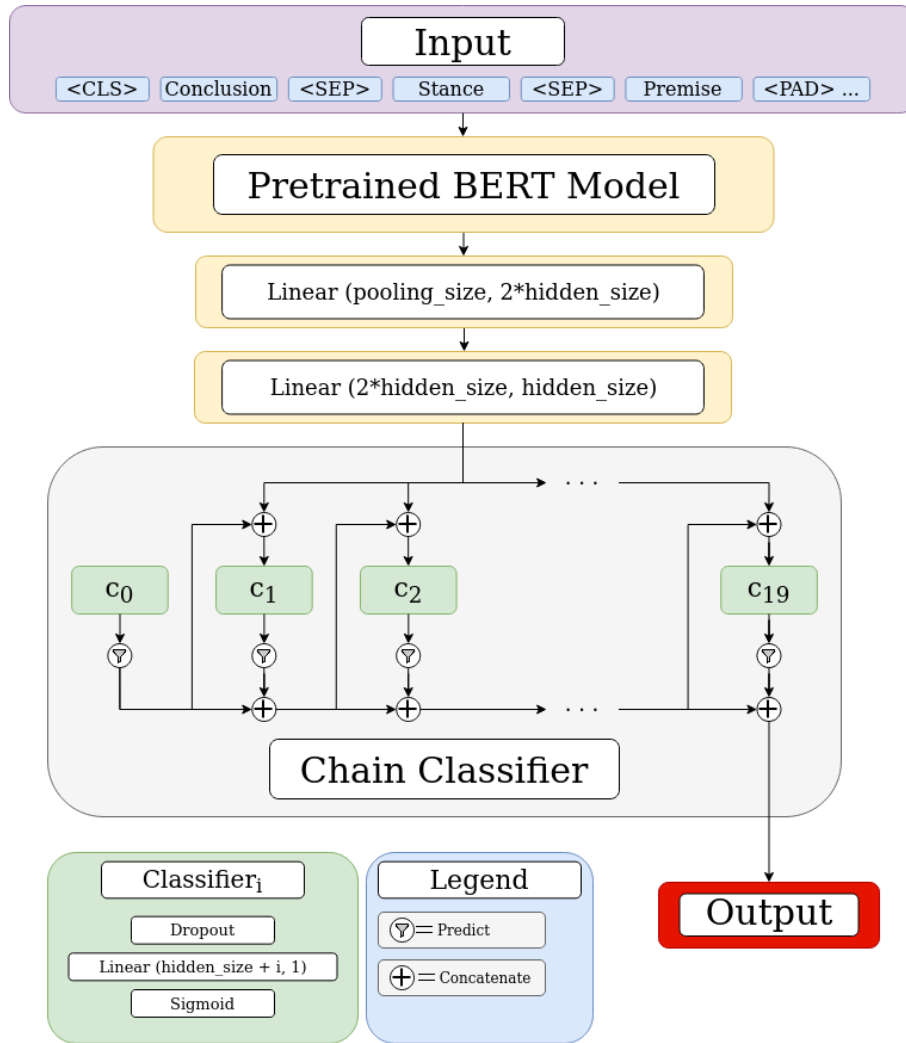 Input
<CLS> Conclusion <SEP> Stance <SEP> Premise <PAD> ...
Pretrained BERT Model
Linear (pooling_size, 2*hidden_size)
Linear (2*hidden_size, hidden_size)
. . .
c0 c1 c2 c19
. . .
Chain Classifier
Classifieri
Dropout
Linear (hidden_size + i, 1)
Sigmoid
Legend
= Predict
= Concatenate
Output